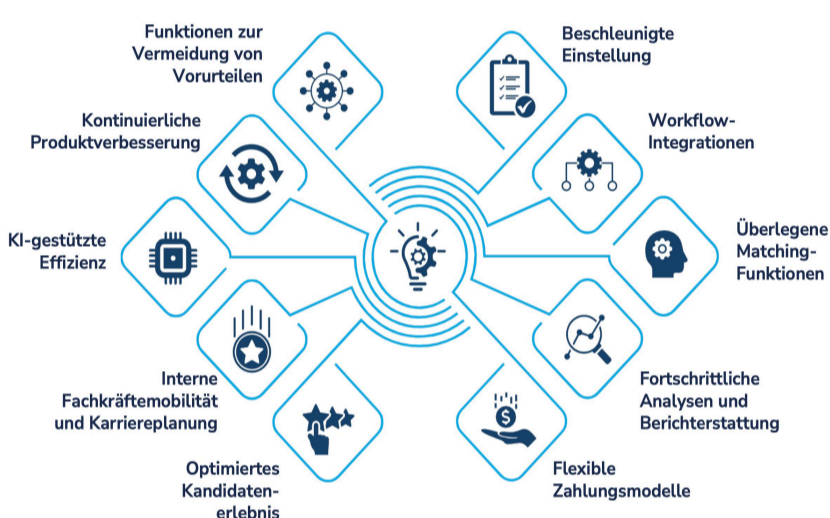 Funktionen zur
Vermeidung von
Vorurteilen
Beschleunigte
Einstellung
Kontinuierliche
Produktverbesserung
Workflow-
Integrationen
KI-gestützte
Effizienz
Überlegene
Matching-
Funktionen
Interne
Fachkräftemobilität
und Karriereplanung
Fortschrittliche
Analysen und
Berichterstattung
Optimiertes
Kandidaten-
erlebnis
Flexible
Zahlungsmodelle
$